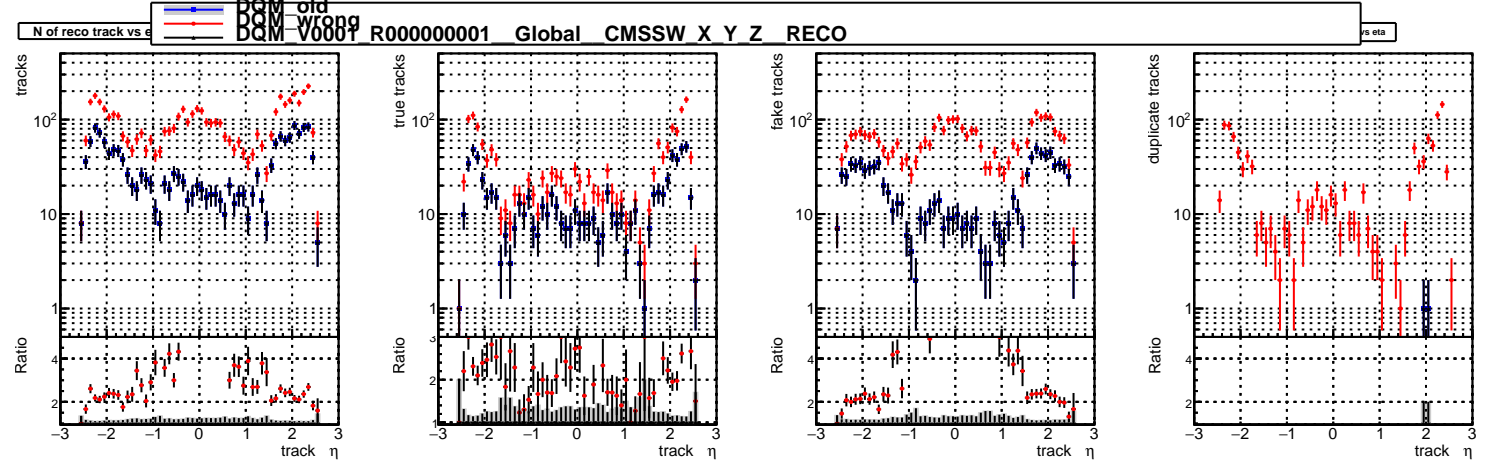 DQM_old
DQM_wrong
DQM_V0001_R000000001__Global__CMSSW_X_Y_Z__RECO
N of reco track vs e
vs eta
tracks
10²
10
1
Ratio
4
2
−3 −2 −1 0 1 2 3
track η
true tracks
10²
10
1
Ratio
3
2
1
−3 −2 −1 0 1 2 3
track η
fake tracks
10²
10
1
Ratio
4
2
−3 −2 −1 0 1 2 3
track η
duplicate tracks
10²
10
1
Ratio
4
2
−3 −2 −1 0 1 2 3
track η